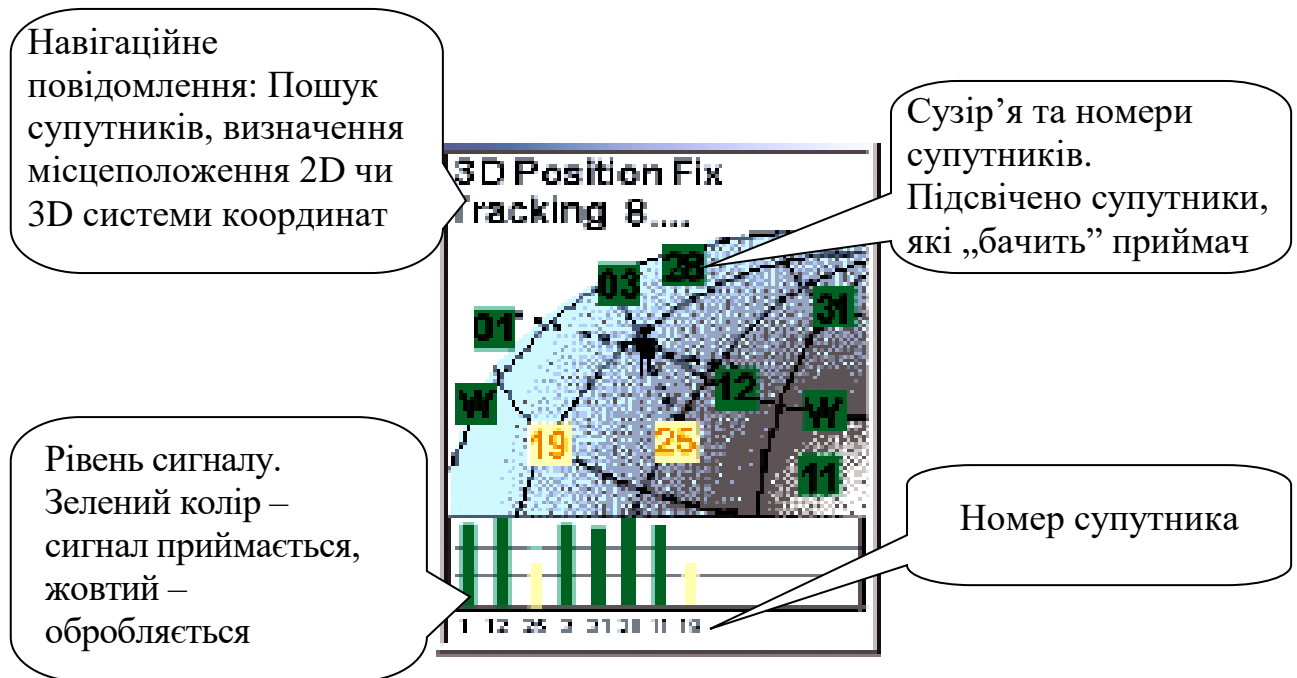 Навігаційне
повідомлення: Пошук
супутників, визначення
місцеположення 2D чи
3D системи координат
Сузір’я та номери
супутників.
Підсвічено супутники,
які „бачить” приймач
3D Position Fix
Tracking 8....
28
03
31
01
12
W
W
19
25
11
Рівень сигналу.
Зелений колір –
сигнал приймається,
жовтий –
обробляється
Номер супутника
1 12 25 3 31 28 11 19